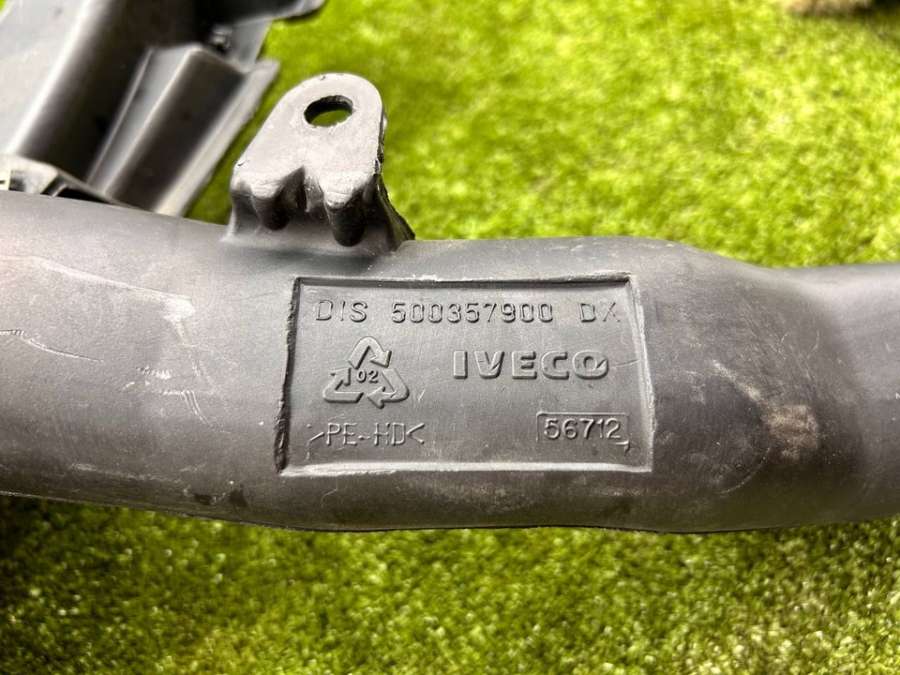 DIS 500357900 DX
02
IVECO
>PE-HD<
56712